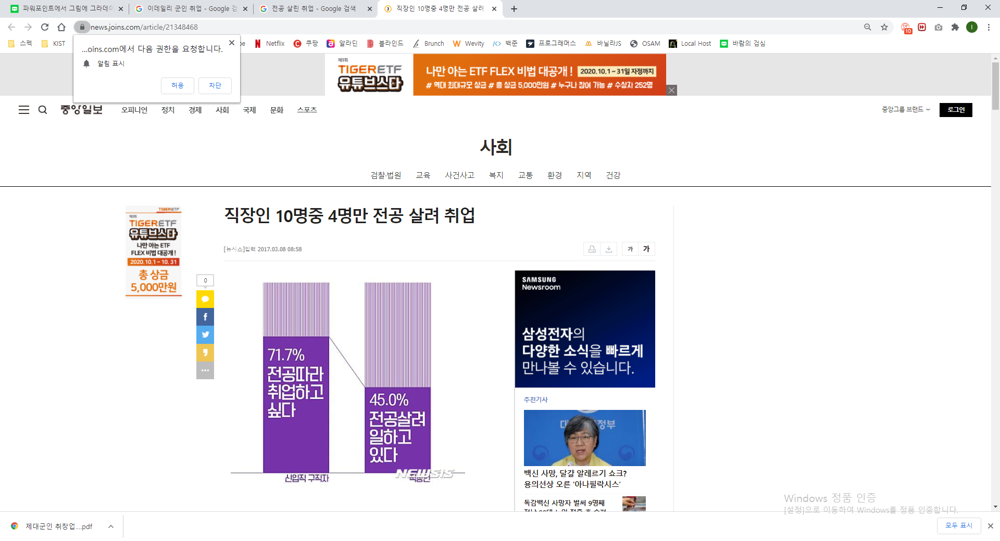 파워포인트에서 그림에 그라데이
이데일리 군인 취업 - Google 검
전공 살린 취업 - Google 검색
직장인 10명중 4명만 전공 살려
news.joins.com/article/21348468
10
I
스펙
KIST
Netflix
쿠팡
알라딘
블라인드
Brunch
Wevity
백준
프로그래머스
바닐라JS
OSAM
Local Host
바람의 검심
...oins.com에서 다음 권한을 요청합니다.
알림 표시
허용
차단
제1회
TIGERETF
유튜브스타
나만 아는 ETF FLEX 비법 대공개 !
2020.10.1 ~ 31일 자정까지
# 역대 최대규모 상급 # 총 상급 5,000만원 # 누구나 참여 가능 # 수상자 252명
중앙일보
오피니언
정치
경제
사회
국제
문화
스포츠
중앙그룹 브랜드
로그인
사회
검찰·법원
교육
사건사고
복지
교통
환경
지역
건강
TIGERETF
제1회
TIGERETF
유튜브스타
나만 아는 ETF
FLEX 비법 대공개 !
2020.10.1 ~ 10. 31
총 상금
5,000만원
직장인 10명중 4명만 전공 살려 취업
[뉴시스]입력 2017.03.08 08:58
가
가
0
71.7%
전공따라
취업하고
싶다
45.0%
전공살려
일하고
있다
신입직 구직자
직장인
NEWSIS
SAMSUNG
Newsroom
삼성전자의
다양한 소식을 빠르게
만나볼 수 있습니다.
추천기사
백신 사망, 달걀 알레르기 쇼크?
용의선상 오른 '아나필락시스'
독감백신 사망자 벌써 9명째
Windows 정품 인증
[설정]으로 이동하여 Windows를 정품 인증합니다.
제대군인 취창업....pdf
모두 표시